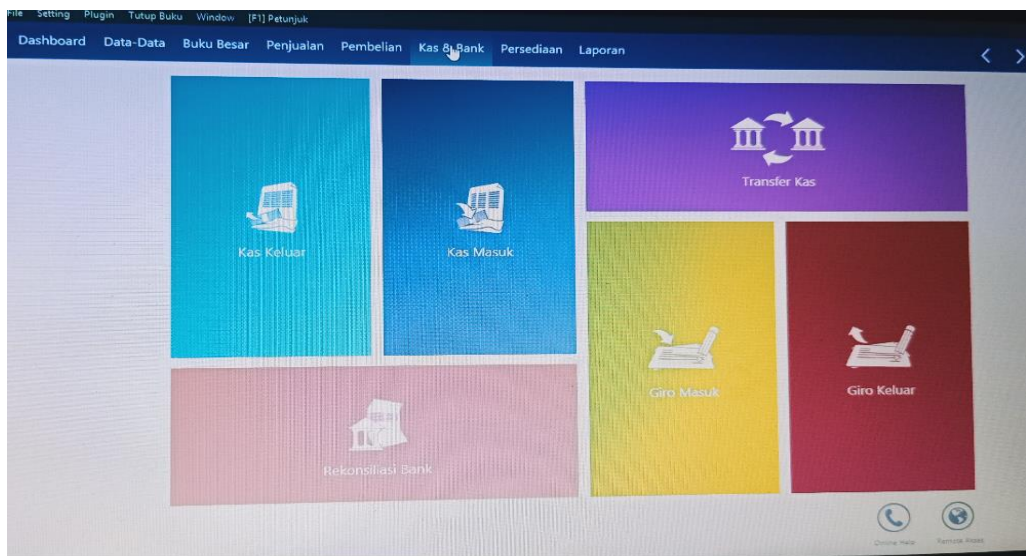 File Setting Plugin Tutup Buku Window [F1] Petunjuk
Dashboard Data-Data Buku Besar Penjualan Pembelian Kas & Bank Persediaan Laporan
Transfer Kas
Kas Keluar
Kas Masuk
Giro Masuk
Giro Keluar
Rekonsiliasi Bank
Online Help